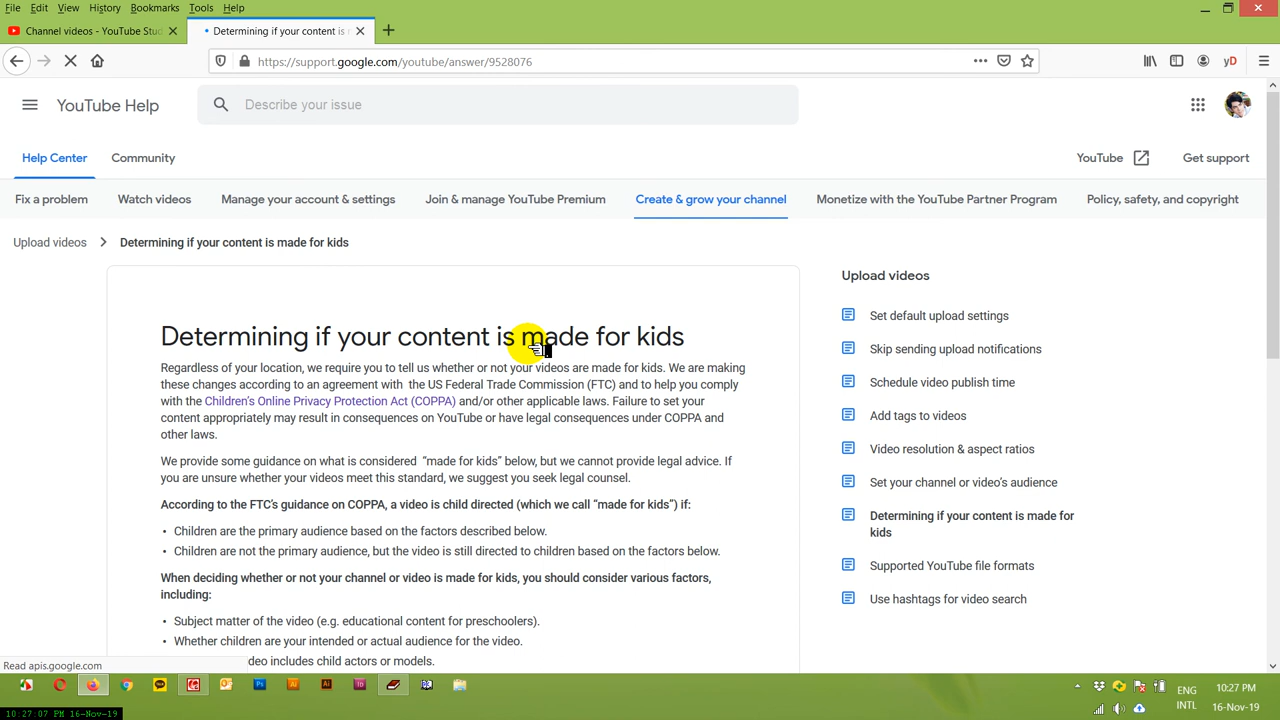 File Edit View History Bookmarks Tools Help
Channel videos - YouTube Stud
Determining if your content is
https://support.google.com/youtube/answer/9528076
YouTube Help
Describe your issue
Help Center Community
YouTube Get support
Fix a problem Watch videos Manage your account & settings Join & manage YouTube Premium Create & grow your channel Monetize with the YouTube Partner Program Policy, safety, and copyright
Upload videos Determining if your content is made for kids
Determining if your content is made for kids
Regardless of your location, we require you to tell us whether or not your videos are made for kids. We are making
these changes according to an agreement with the US Federal Trade Commission (FTC) and to help you comply
with the Children's Online Privacy Protection Act (COPPA) and/or other applicable laws. Failure to set your
content appropriately may result in consequences on YouTube or have legal consequences under COPPA and
other laws.
We provide some guidance on what is considered "made for kids" below, but we cannot provide legal advice. If
you are unsure whether your videos meet this standard, we suggest you seek legal counsel.
According to the FTC's guidance on COPPA, a video is child directed (which we call "made for kids") if:
• Children are the primary audience based on the factors described below.
• Children are not the primary audience, but the video is still directed to children based on the factors below.
When deciding whether or not your channel or video is made for kids, you should consider various factors,
including:
• Subject matter of the video (e.g. educational content for preschoolers).
• Whether children are your intended or actual audience for the video.
deo includes child actors or models.
Upload videos
Set default upload settings
Skip sending upload notifications
Schedule video publish time
Add tags to videos
Video resolution & aspect ratios
Set your channel or video's audience
Determining if your content is made for
kids
Supported YouTube file formats
Use hashtags for video search
Read apis.google.com
yD
ENG
INTL
10:27 PM
16-Nov-19
10:27:07 PM 16-Nov-19